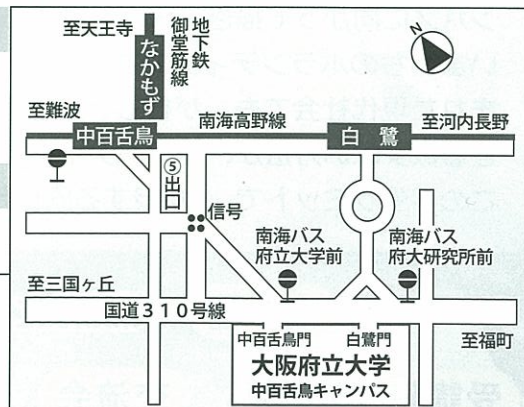 至天王寺
地下鉄
御堂筋線
なかもず
N
至難波
中百舌鳥
南海高野線
白鷺
至河内長野
⑤出口
信号
南海バス
府立大学前
南海バス
府大研究所前
至三国ヶ丘
国道310号線
中百舌鳥門
白鷺門
至福町
大阪府立大学
中百舌鳥キャンパス